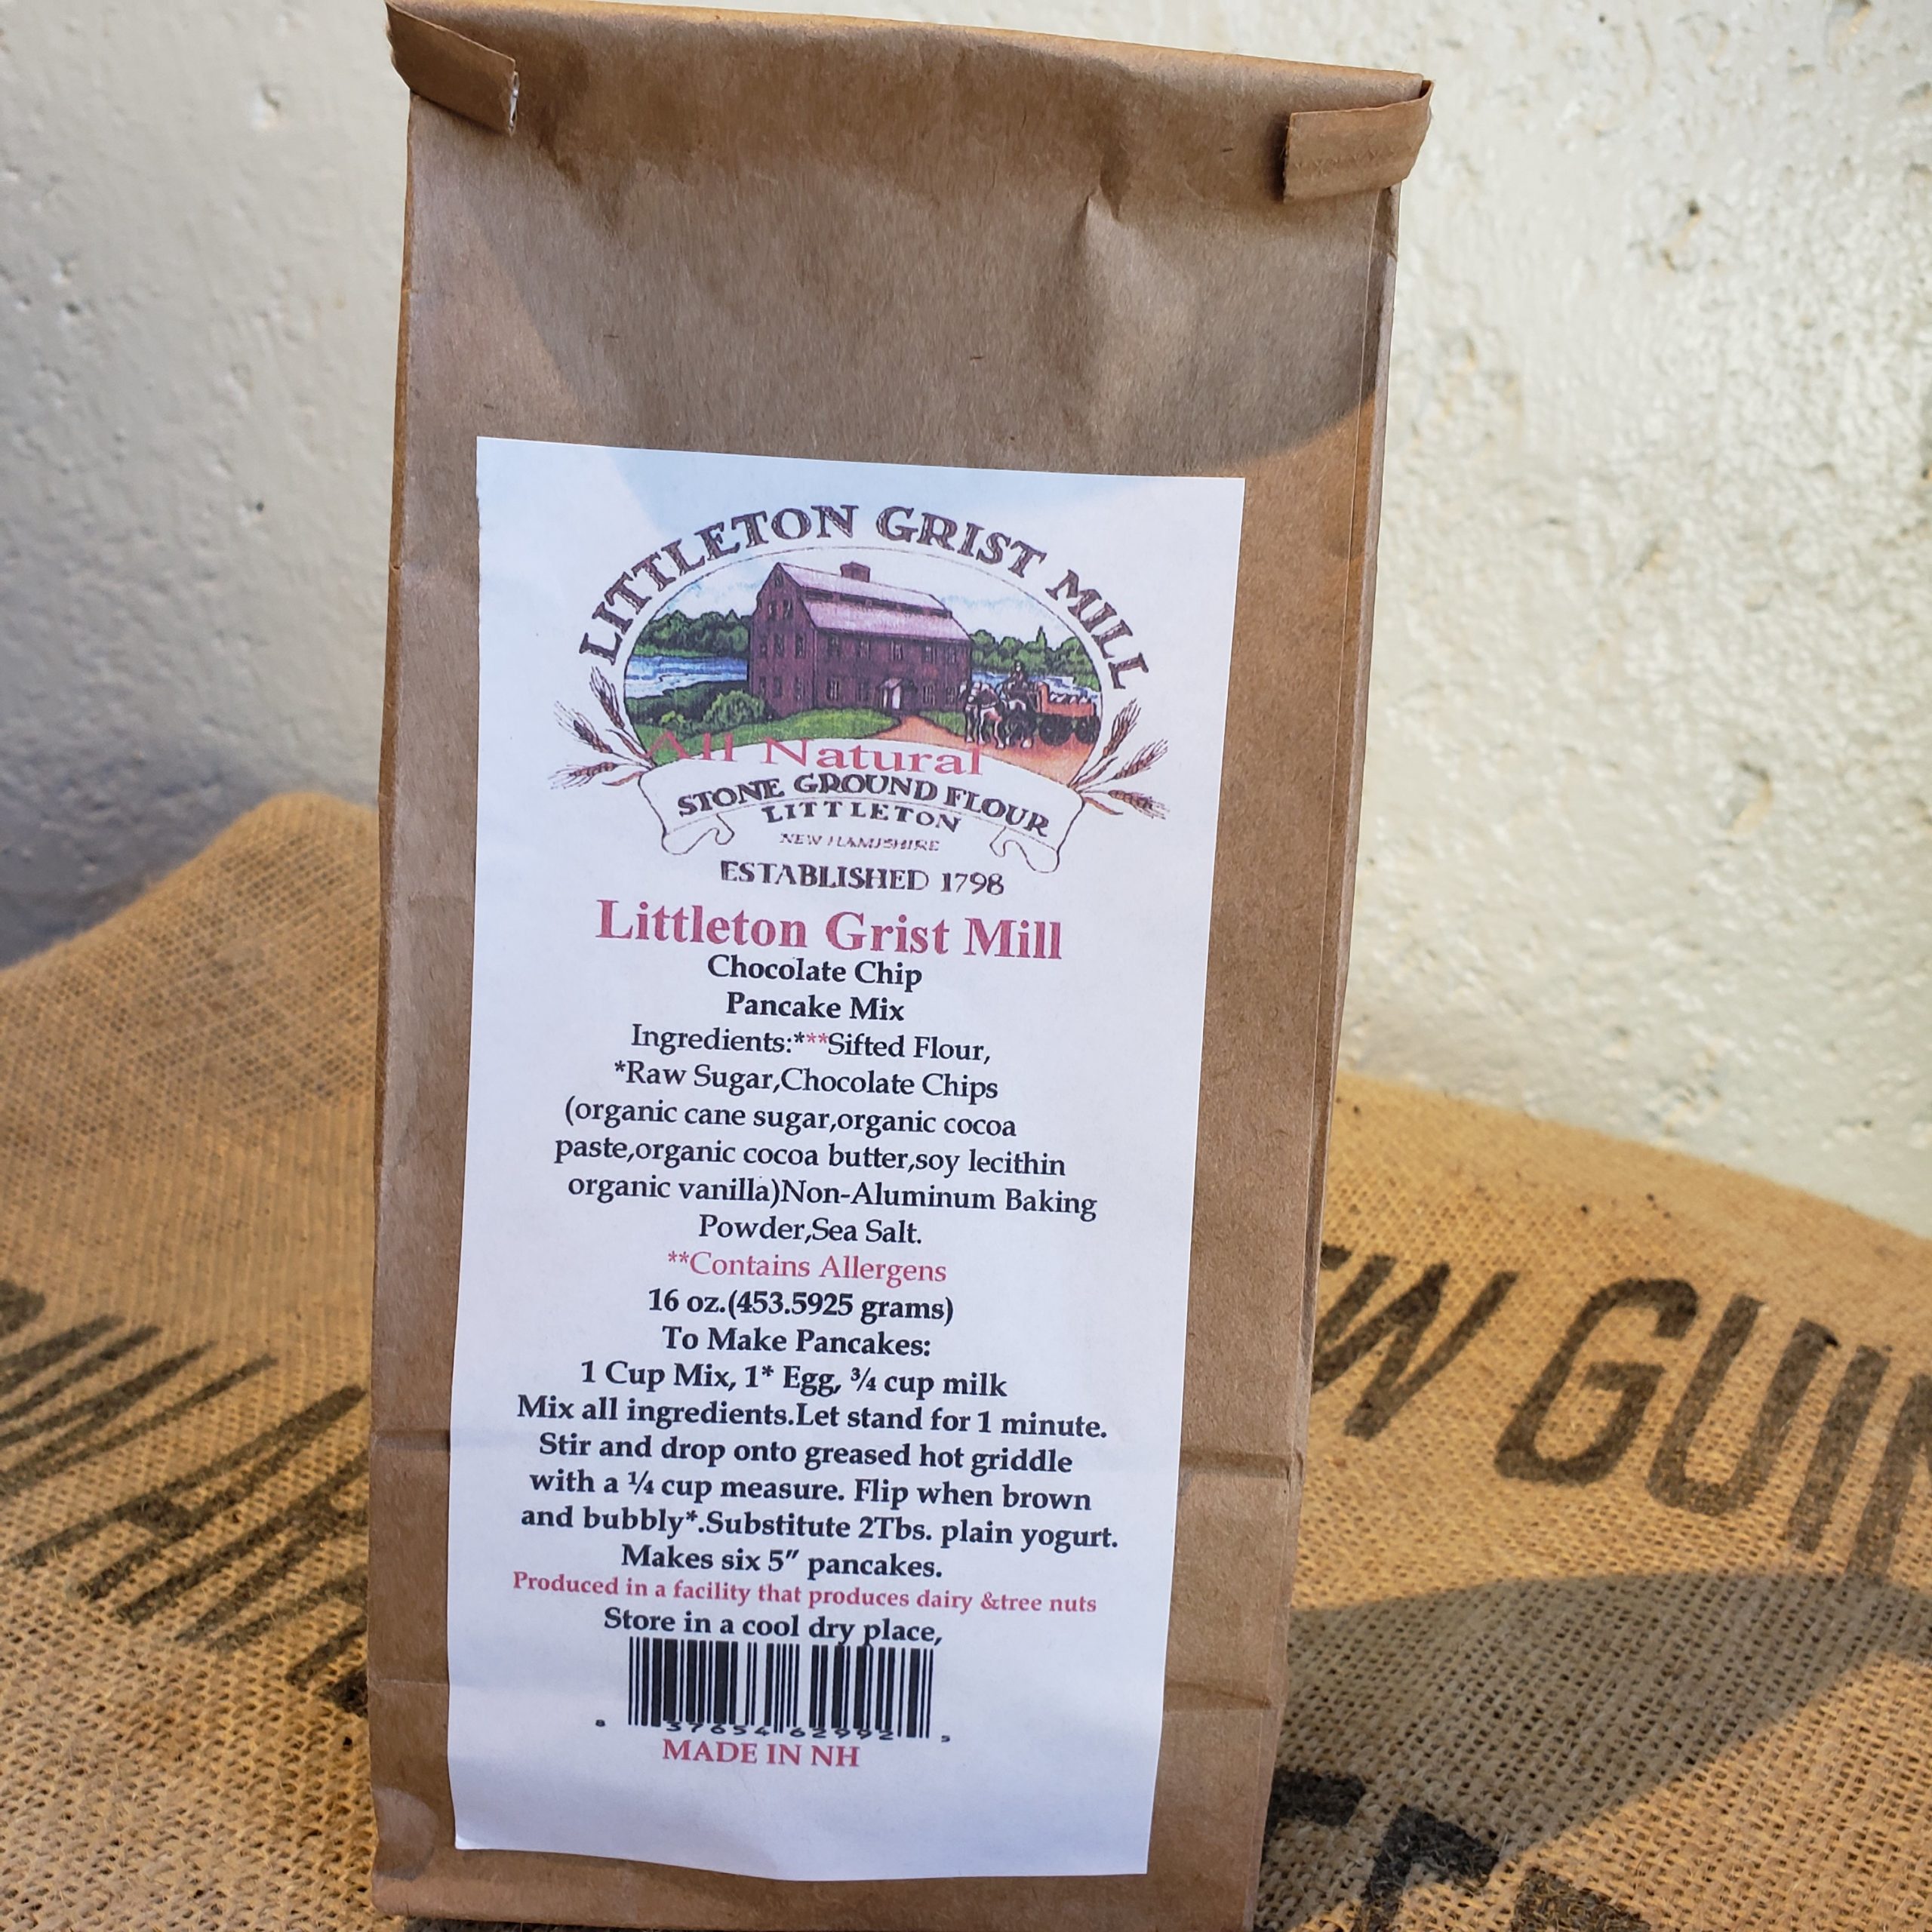 LITTLETON GRIST MILL
All Natural
STONE GROUND FLOUR
LITTLETON
NEW HAMPSHIRE
ESTABLISHED 1798
Littleton Grist Mill
Chocolate Chip
Pancake Mix
Ingredients:***Sifted Flour,
*Raw Sugar,Chocolate Chips
(organic cane sugar,organic cocoa
paste,organic cocoa butter,soy lecithin
organic vanilla)Non-Aluminum Baking
Powder,Sea Salt.
**Contains Allergens
16 oz.(453.5925 grams)
To Make Pancakes:
1 Cup Mix, 1* Egg, ¾ cup milk
Mix all ingredients.Let stand for 1 minute.
Stir and drop onto greased hot griddle
with a ¼ cup measure. Flip when brown
and bubbly*.Substitute 2Tbs. plain yogurt.
Makes six 5" pancakes.
Produced in a facility that produces dairy &tree nuts
Store in a cool dry place,
8 37654 62992 5
MADE IN NH
EW GUIN